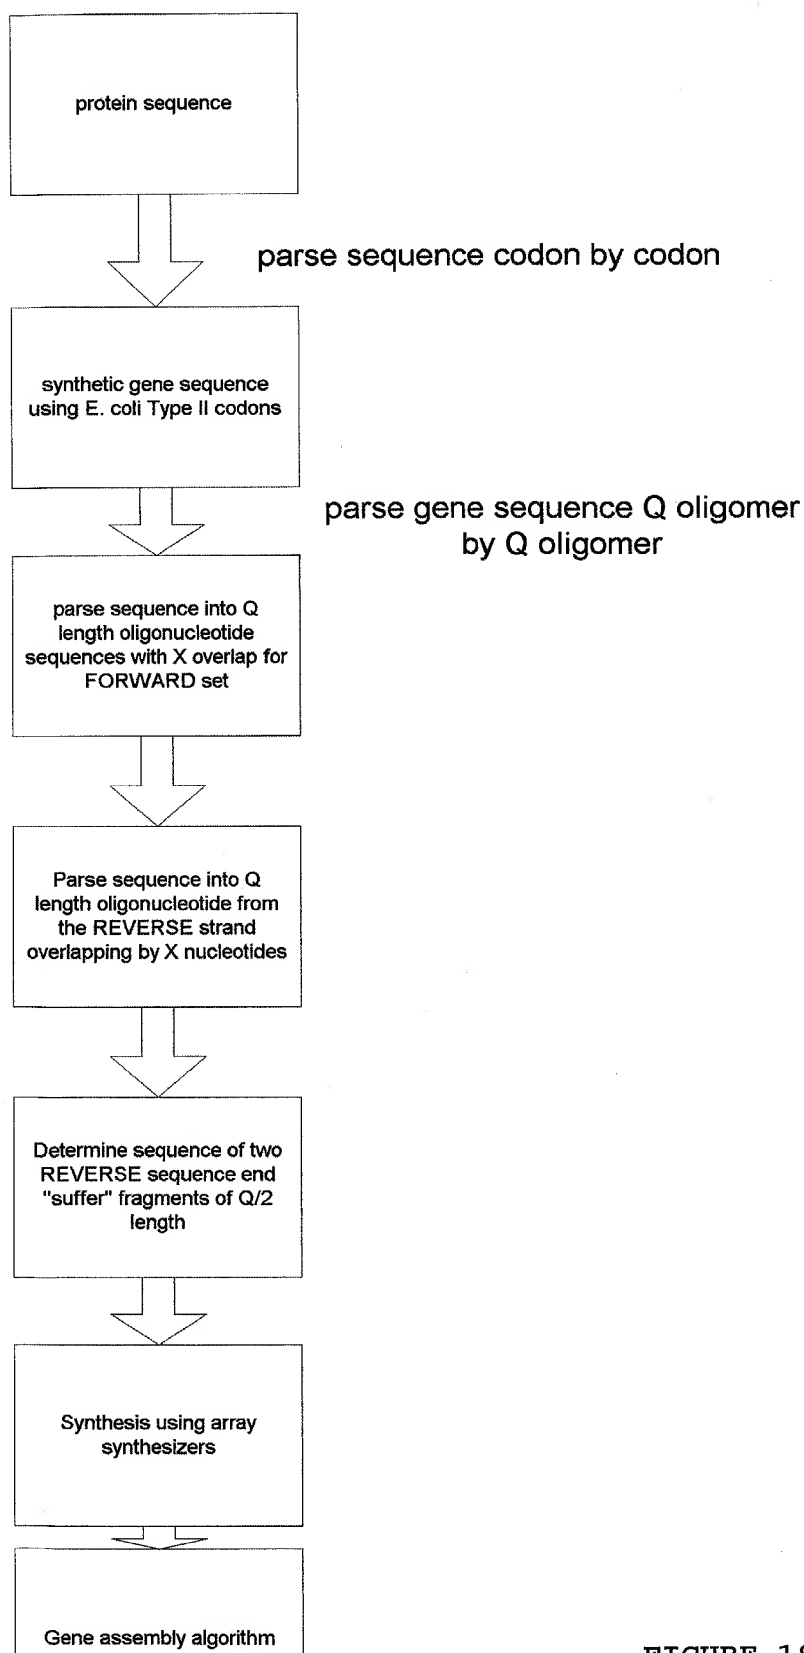 protein sequence
parse sequence codon by codon
synthetic gene sequence
using E. coli Type II codons
parse gene sequence Q oligomer
by Q oligomer
parse sequence into Q
length oligonucleotide
sequences with X overlap for
FORWARD set
Parse sequence into Q
length oligonucleotide from
the REVERSE strand
overlapping by X nucleotides
Determine sequence of two
REVERSE sequence end
"suffer" fragments of Q/2
length
Synthesis using array
synthesizers
Gene assembly algorithm
FIGURE 18